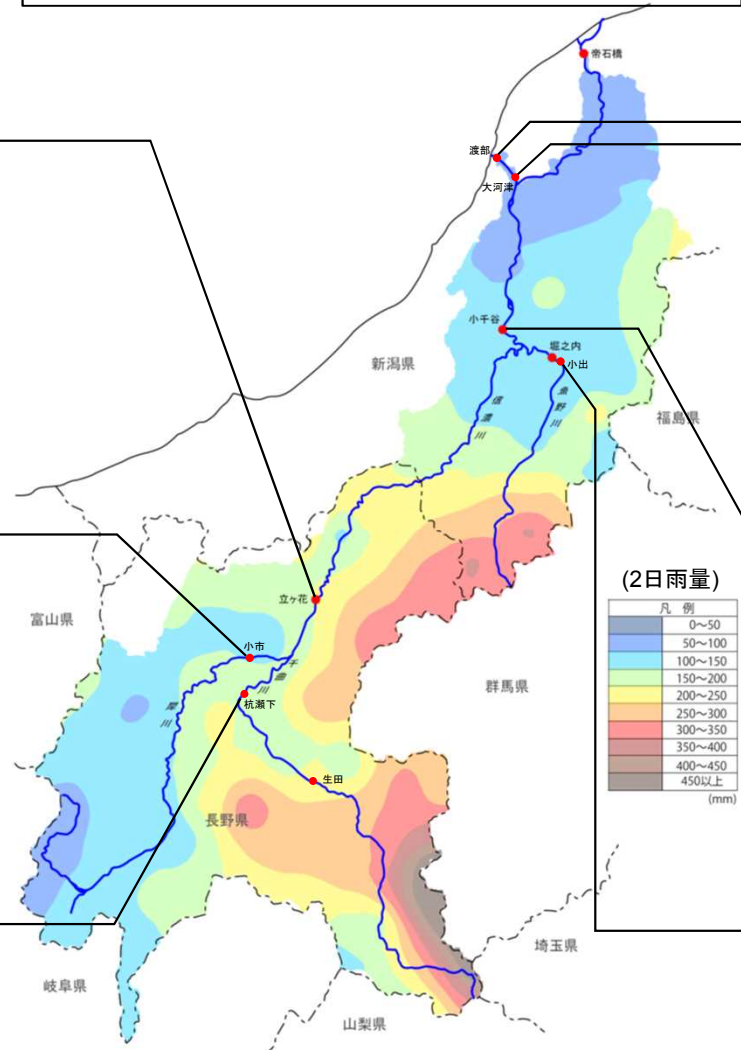 帝石橋
渡部
大河津
小千谷
堀之内
小出
新潟県
信濃川
魚野川
福島県
(2日雨量)
凡 例
0～50
50～100
100～150
150～200
200～250
250～300
300～350
350～400
400～450
450以上
(mm)
立ヶ花
富山県
小市
千曲川
群馬県
杭瀬下
犀川
生田
長野県
埼玉県
岐阜県
山梨県